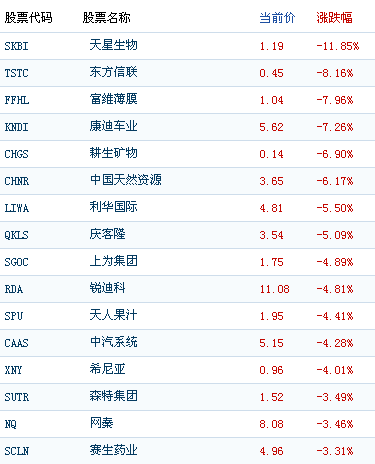 股票代码 股票名称 当前价 涨跌幅
SKBI 天星生物 1.19 -11.85%
TSTC 东方信联 0.45 -8.16%
FFHL 富维薄膜 1.04 -7.96%
KNDI 康迪车业 5.62 -7.26%
CHGS 耕生矿物 0.14 -6.90%
CHNR 中国天然资源 3.65 -6.17%
LIWA 利华国际 4.81 -5.50%
QKLS 庆客隆 3.54 -5.09%
SGOC 上为集团 1.75 -4.89%
RDA 锐迪科 11.08 -4.81%
SPU 天人果汁 1.95 -4.41%
CAAS 中汽系统 5.15 -4.28%
XNY 希尼亚 0.96 -4.01%
SUTR 森特集团 1.52 -3.49%
NQ 网秦 8.08 -3.46%
SCLN 赛生药业 4.96 -3.31%